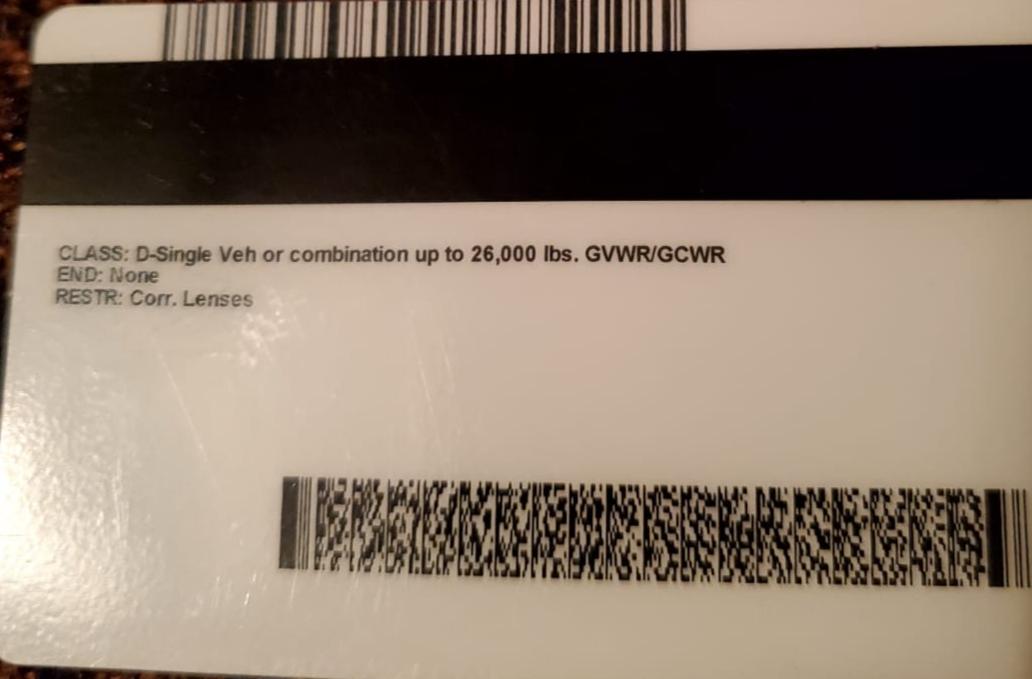 CLASS: D-Single Veh or combination up to 26,000 lbs. GVWR/GCWR
END: None
RESTR: Corr. Lenses